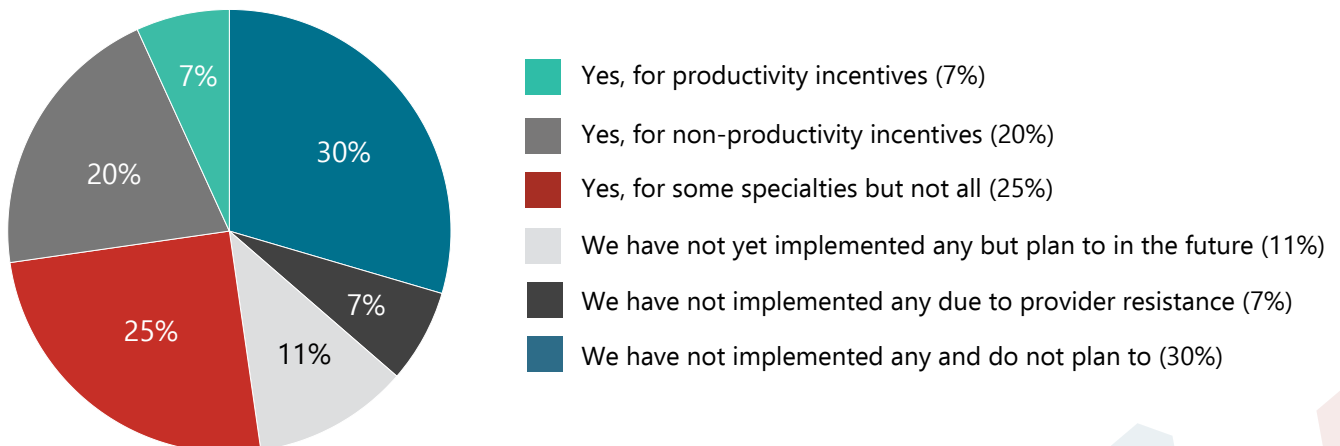 7%
30%
20%
7%
25%
11%
Yes, for productivity incentives (7%)
Yes, for non-productivity incentives (20%)
Yes, for some specialties but not all (25%)
We have not yet implemented any but plan to in the future (11%)
We have not implemented any due to provider resistance (7%)
We have not implemented any and do not plan to (30%)